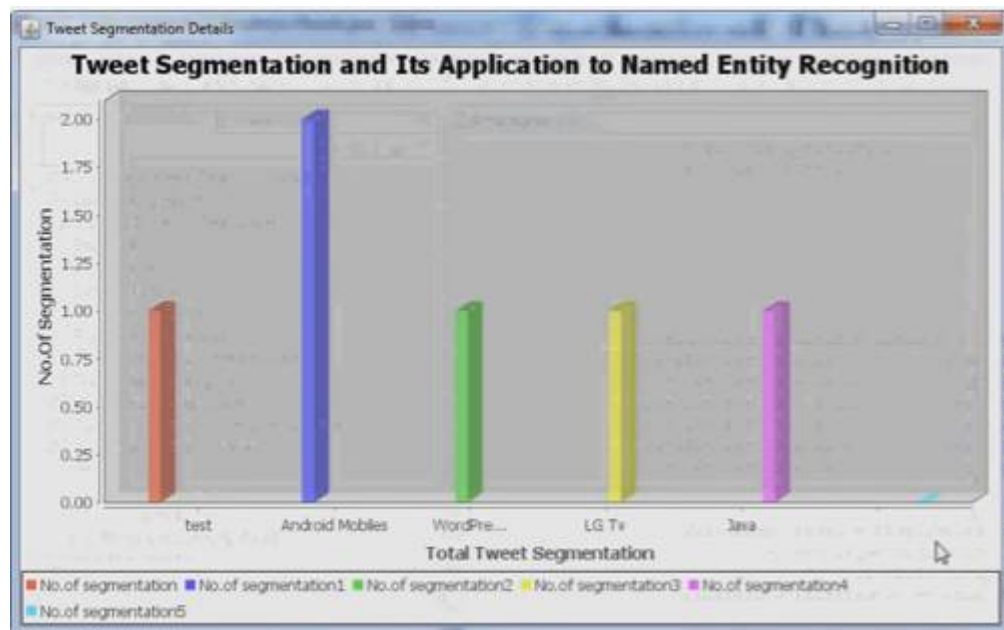 Tweet Segmentation Details
Tweet Segmentation and Its Application to Named Entity Recognition
No.Of Segmentation
2.00
1.75
1.50
1.25
1.00
0.75
0.50
0.25
0.00
test Android Mobiles WordPre... LG Tv Java
Total Tweet Segmentation
No.of segmentation No.of segmentation1 No.of segmentation2 No.of segmentation3 No.of segmentation4
No.of segmentation5